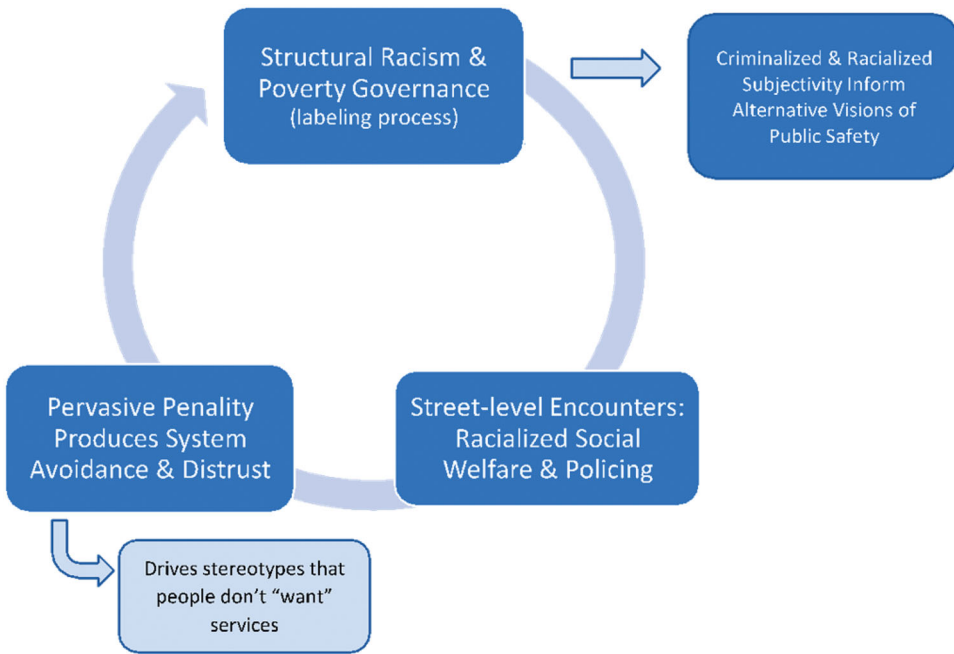 Structural Racism &
Poverty Governance
(labeling process)
Criminalized & Racialized
Subjectivity Inform
Alternative Visions of
Public Safety
Street-level Encounters:
Racialized Social
Welfare & Policing
Pervasive Penality
Produces System
Avoidance & Distrust
Drives stereotypes that
people don’t “want”
services